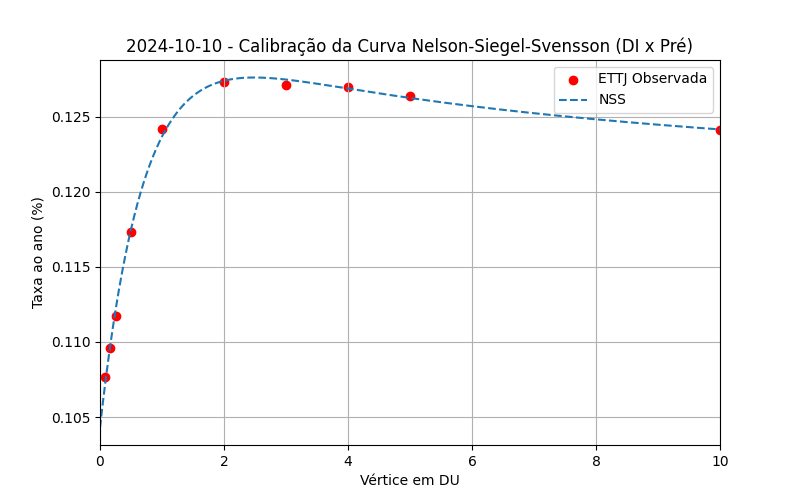 2024-10-10 - Calibração da Curva Nelson-Siegel-Svensson (DI x Pré)
ETTJ Observada
NSS
0.125
0.120
0.115
0.110
0.105
Taxa ao ano (%)
0 2 4 6 8 10
Vértice em DU